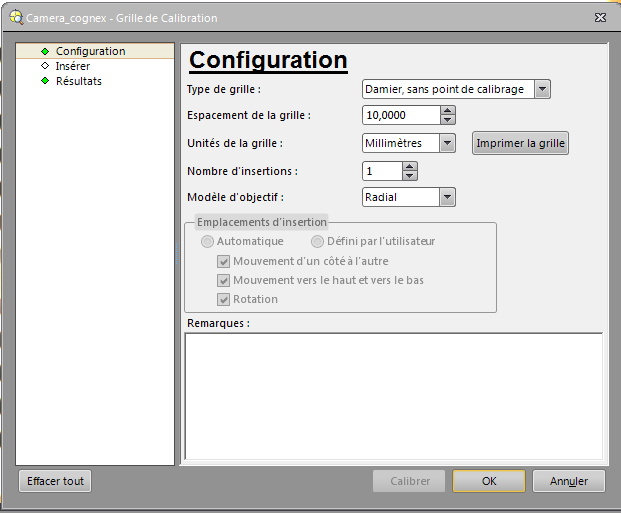 Camera_cognex - Grille de Calibration
Configuration
Insérer
Résultats
Configuration
Type de grille : Damier, sans point de calibrage
Espacement de la grille : 10,0000
Unités de la grille : Millimètres Imprimer la grille
Nombre d'insertions : 1
Modèle d'objectif : Radial
Emplacements d'insertion
Automatique Défini par l'utilisateur
Mouvement d'un côté à l'autre
Mouvement vers le haut et vers le bas
Rotation
Remarques :
Effacer tout Calibrer OK Annuler